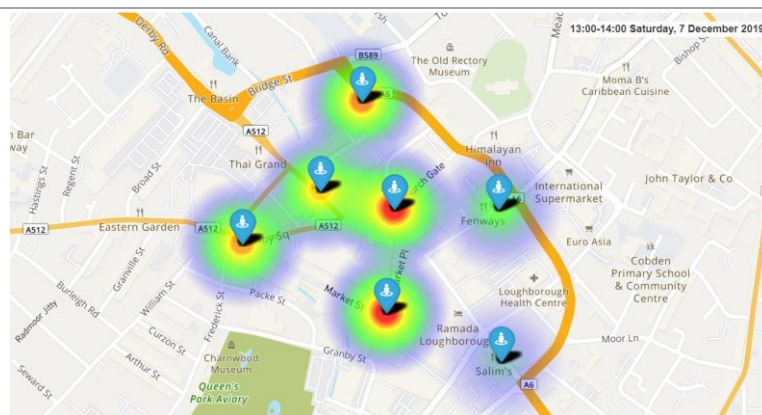 13:00-14:00 Saturday, 7 December 2019
Derby Rd
Canal Bank
B589
Bridge St
The Old Rectory
Museum
Bishop St
Moma B's
Caribbean Cuisine
The Basin
A6
A512
Himalayan
Inn
Thai Grand
Church Gate
International
Supermarket
John Taylor & Co
Hastings St
Regent St
Broad St
A6
Fenways
A512
Eastern Garden
A512
A512
Euro Asia
Cobden
Primary School
& Community
Centre
Granville St
William St
Packe St
Market St
Loughborough
Health Centre
Radmoor Jitty
Burleigh Rd
Frederick St
Curzon St
Ramada
Moor Ln
Arthur St
Charnwood
Museum
Granby St
Salim's
Seward St
Queen's
Park Aviary
A6